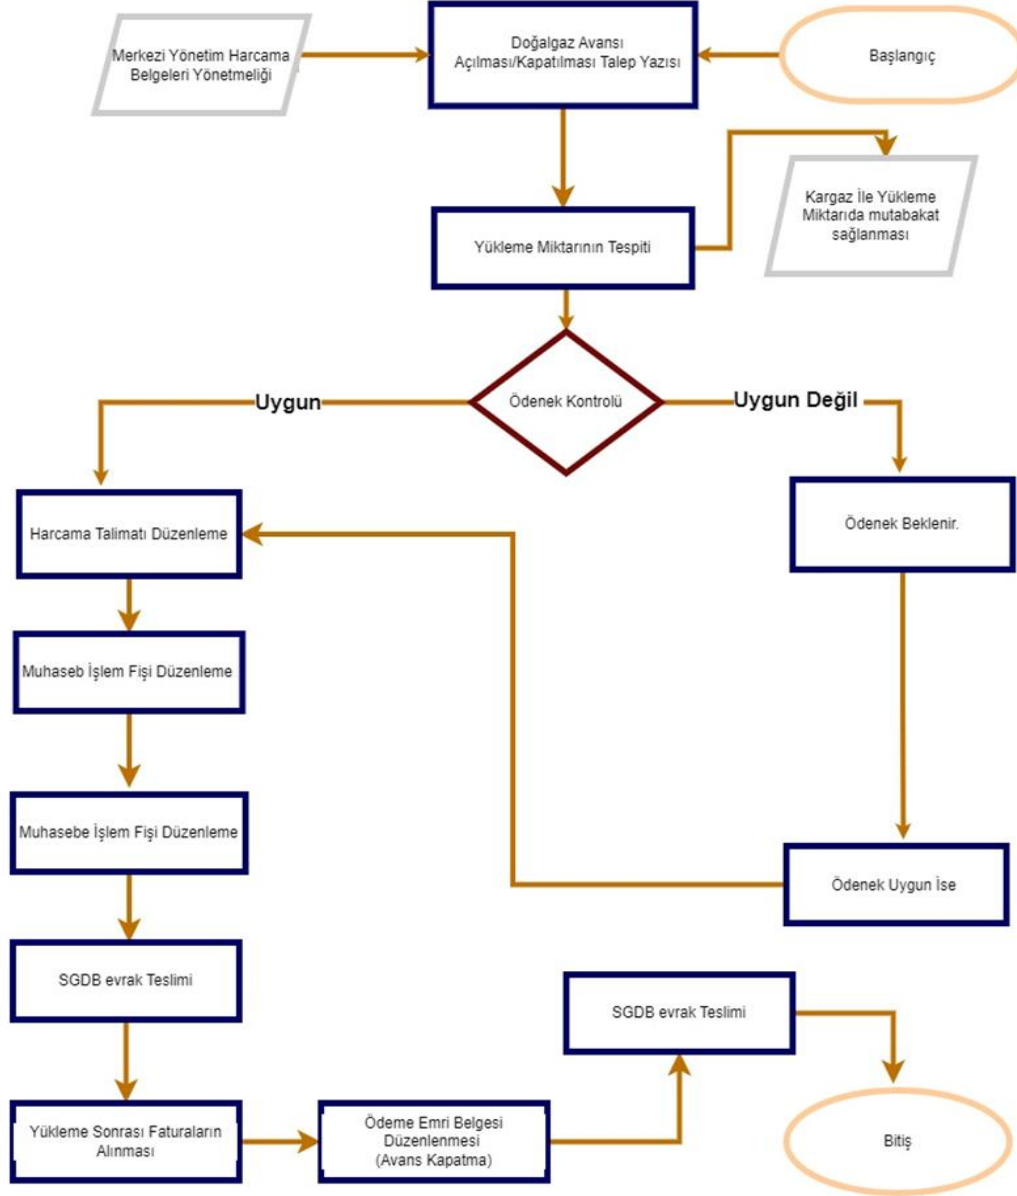 Merkezi Yönetim Harcama
Belgeleri Yönetmeliği
Doğalgaz Avansı
Açılması/Kapatılması Talep Yazısı
Başlangıç
Kargaz İle Yükleme
Miktarıda mutabakat
sağlanması
Yükleme Miktarının Tespiti
Ödenek Kontrolü
Uygun
Uygun Değil
Harcama Talimatı Düzenleme
Ödenek Beklenir.
Muhaseb İşlem Fişi Düzenleme
Muhasebe İşlem Fişi Düzenleme
Ödenek Uygun İse
SGDB evrak Teslimi
SGDB evrak Teslimi
Yükleme Sonrası Faturaların
Alınması
Ödeme Emri Belgesi
Düzenlenmesi
(Avans Kapatma)
Bitiş